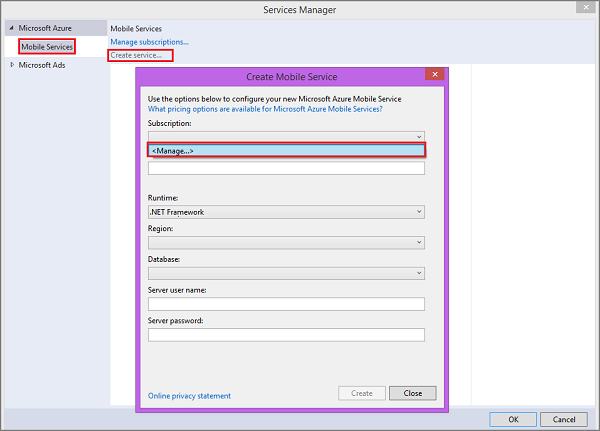 Services Manager
Microsoft Azure
Mobile Services
Microsoft Ads
Mobile Services
Manage subscriptions...
Create service...
Create Mobile Service
Use the options below to configure your new Microsoft Azure Mobile Service
What pricing options are available for Microsoft Azure Mobile Services?
Subscription:
<Manage...>
Runtime:
.NET Framework
Region:
Database:
Server user name:
Server password:
Online privacy statement
Create
Close
OK
Cancel